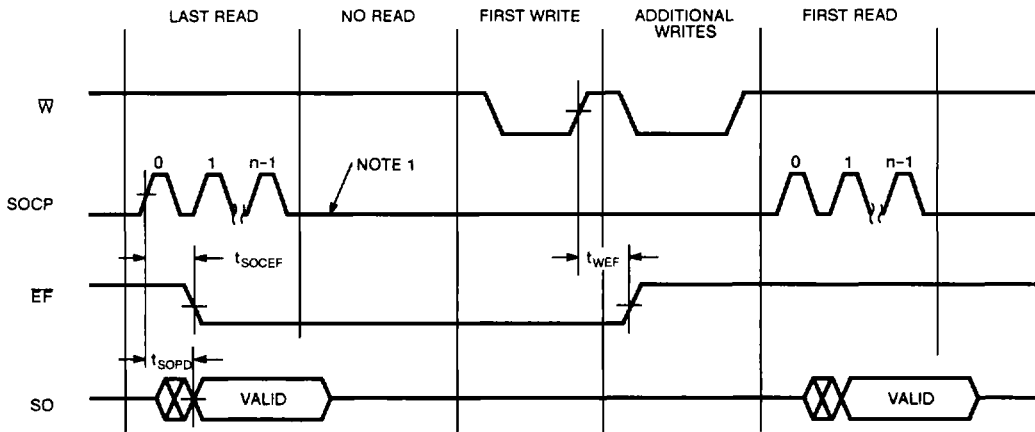 LAST READ NO READ FIRST WRITE ADDITIONAL WRITES FIRST READ
W̅
0 1 n-1 NOTE 1 0 1 n-1
SOCP
tSOCEF tWEF
E̅F̅
tSOPD
SO VALID VALID